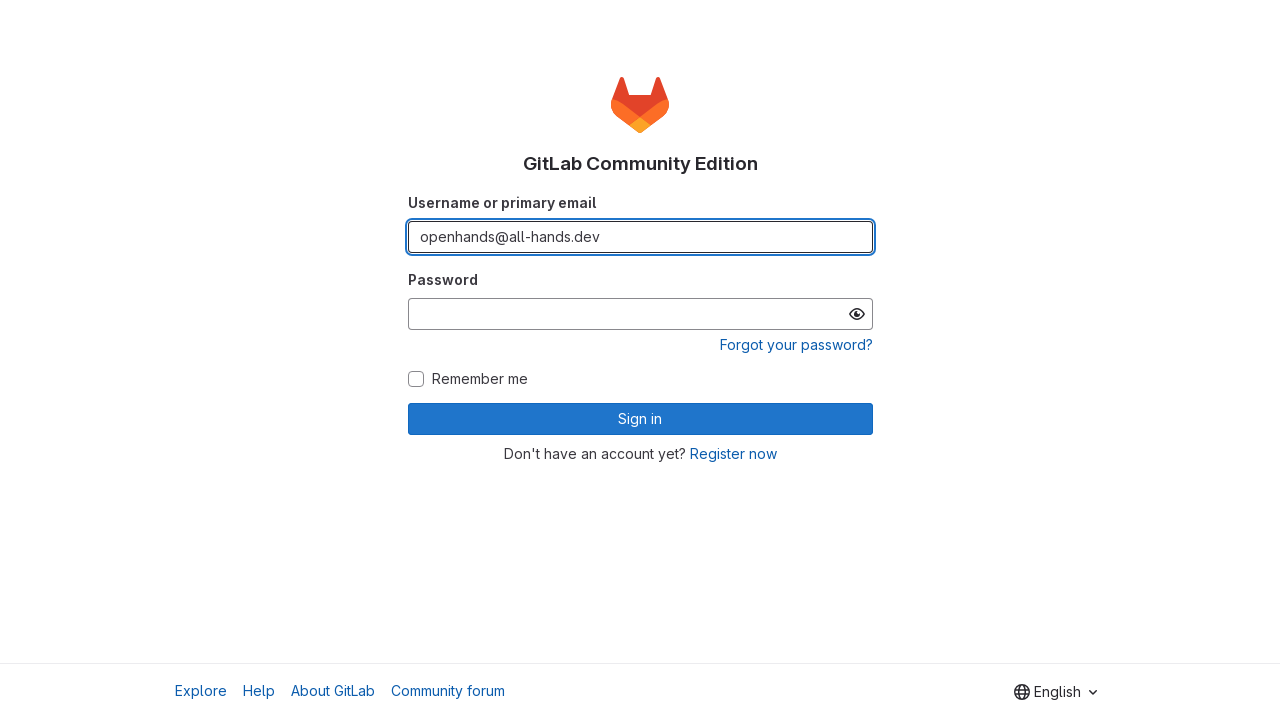 GitLab Community Edition
Username or primary email
openhands@all-hands.dev
Password
Forgot your password?
Remember me
Sign in
Don't have an account yet? Register now
Explore Help About GitLab Community forum English